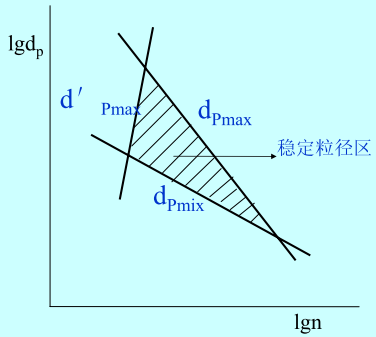 lgdp
d′Pmax
dPmax
稳定粒径区
dPmix
lgn